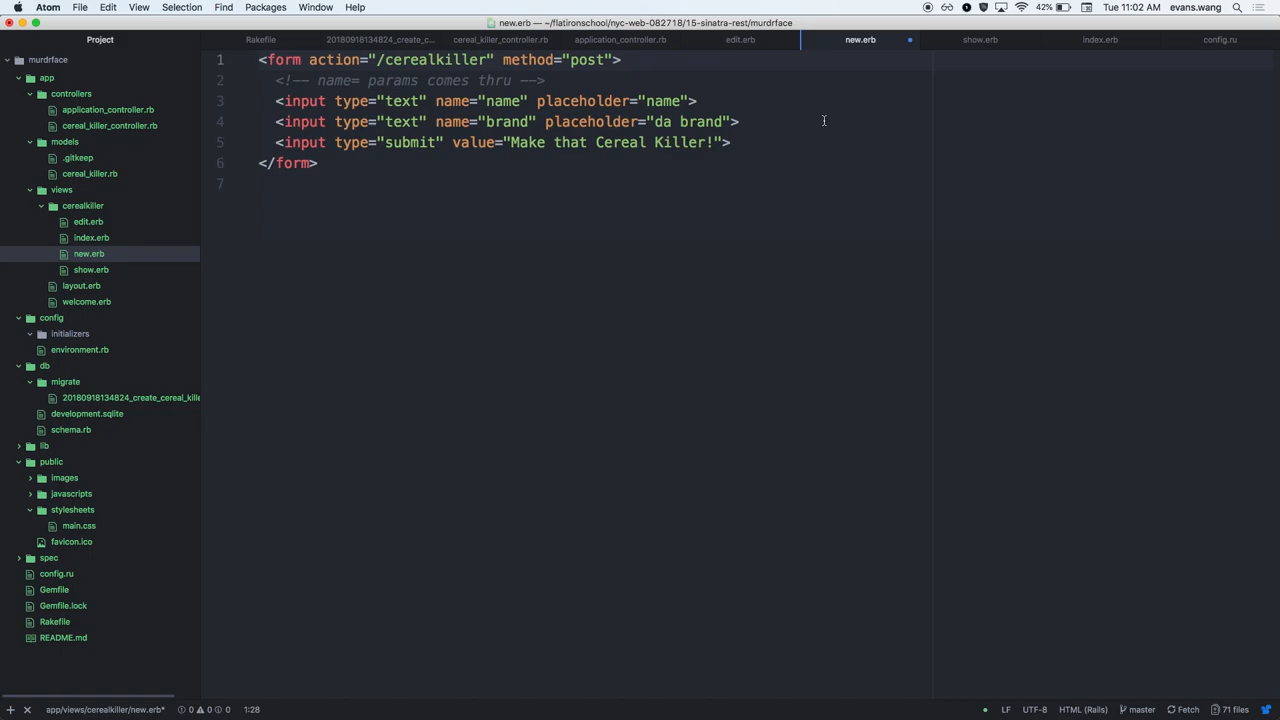 Atom File Edit View Selection Find Packages Window Help 42% Tue 11:02 AM evans.wang
new.erb — ~/flatironschool/nyc-web-082718/15-sinatra-rest/murdrface
Project Rakefile 20180918134824_create_c... cereal_killer_controller.rb application_controller.rb edit.erb new.erb show.erb index.erb config.ru
murdrface
app
controllers
application_controller.rb
cereal_killer_controller.rb
models
.gitkeep
cereal_killer.rb
views
cerealkiller
edit.erb
index.erb
new.erb
show.erb
layout.erb
welcome.erb
config
initializers
environment.rb
db
migrate
20180918134824_create_cereal_kille
development.sqlite
schema.rb
lib
public
images
javascripts
stylesheets
main.css
favicon.ico
spec
config.ru
Gemfile
Gemfile.lock
Rakefile
README.md
1 <form action="/cerealkiller" method="post">
2 <!-- name= params comes thru -->
3 <input type="text" name="name" placeholder="name">
4 <input type="text" name="brand" placeholder="da brand">
5 <input type="submit" value="Make that Cereal Killer!">
6 </form>
7
app/views/cerealkiller/new.erb* 0 0 0 1:28 LF UTF-8 HTML (Rails) master Fetch 71 files